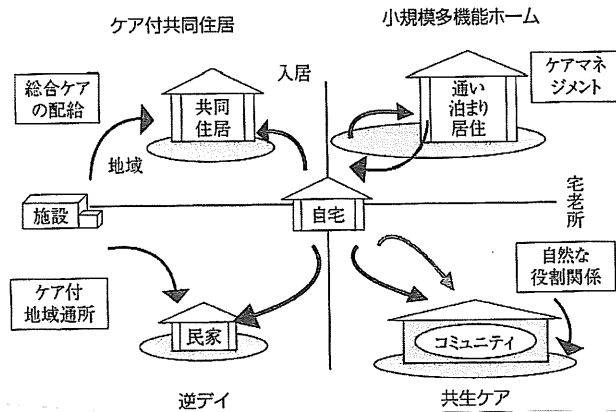 ケア付共同住居
小規模多機能ホーム
総合ケア
の配給
共同
住居
入居
通い
泊まり
居住
ケアマネ
ジメント
地域
施設
自宅
宅老所
ケア付
地域通所
民家
コミュニティ
自然な
役割関係
逆デイ
共生ケア